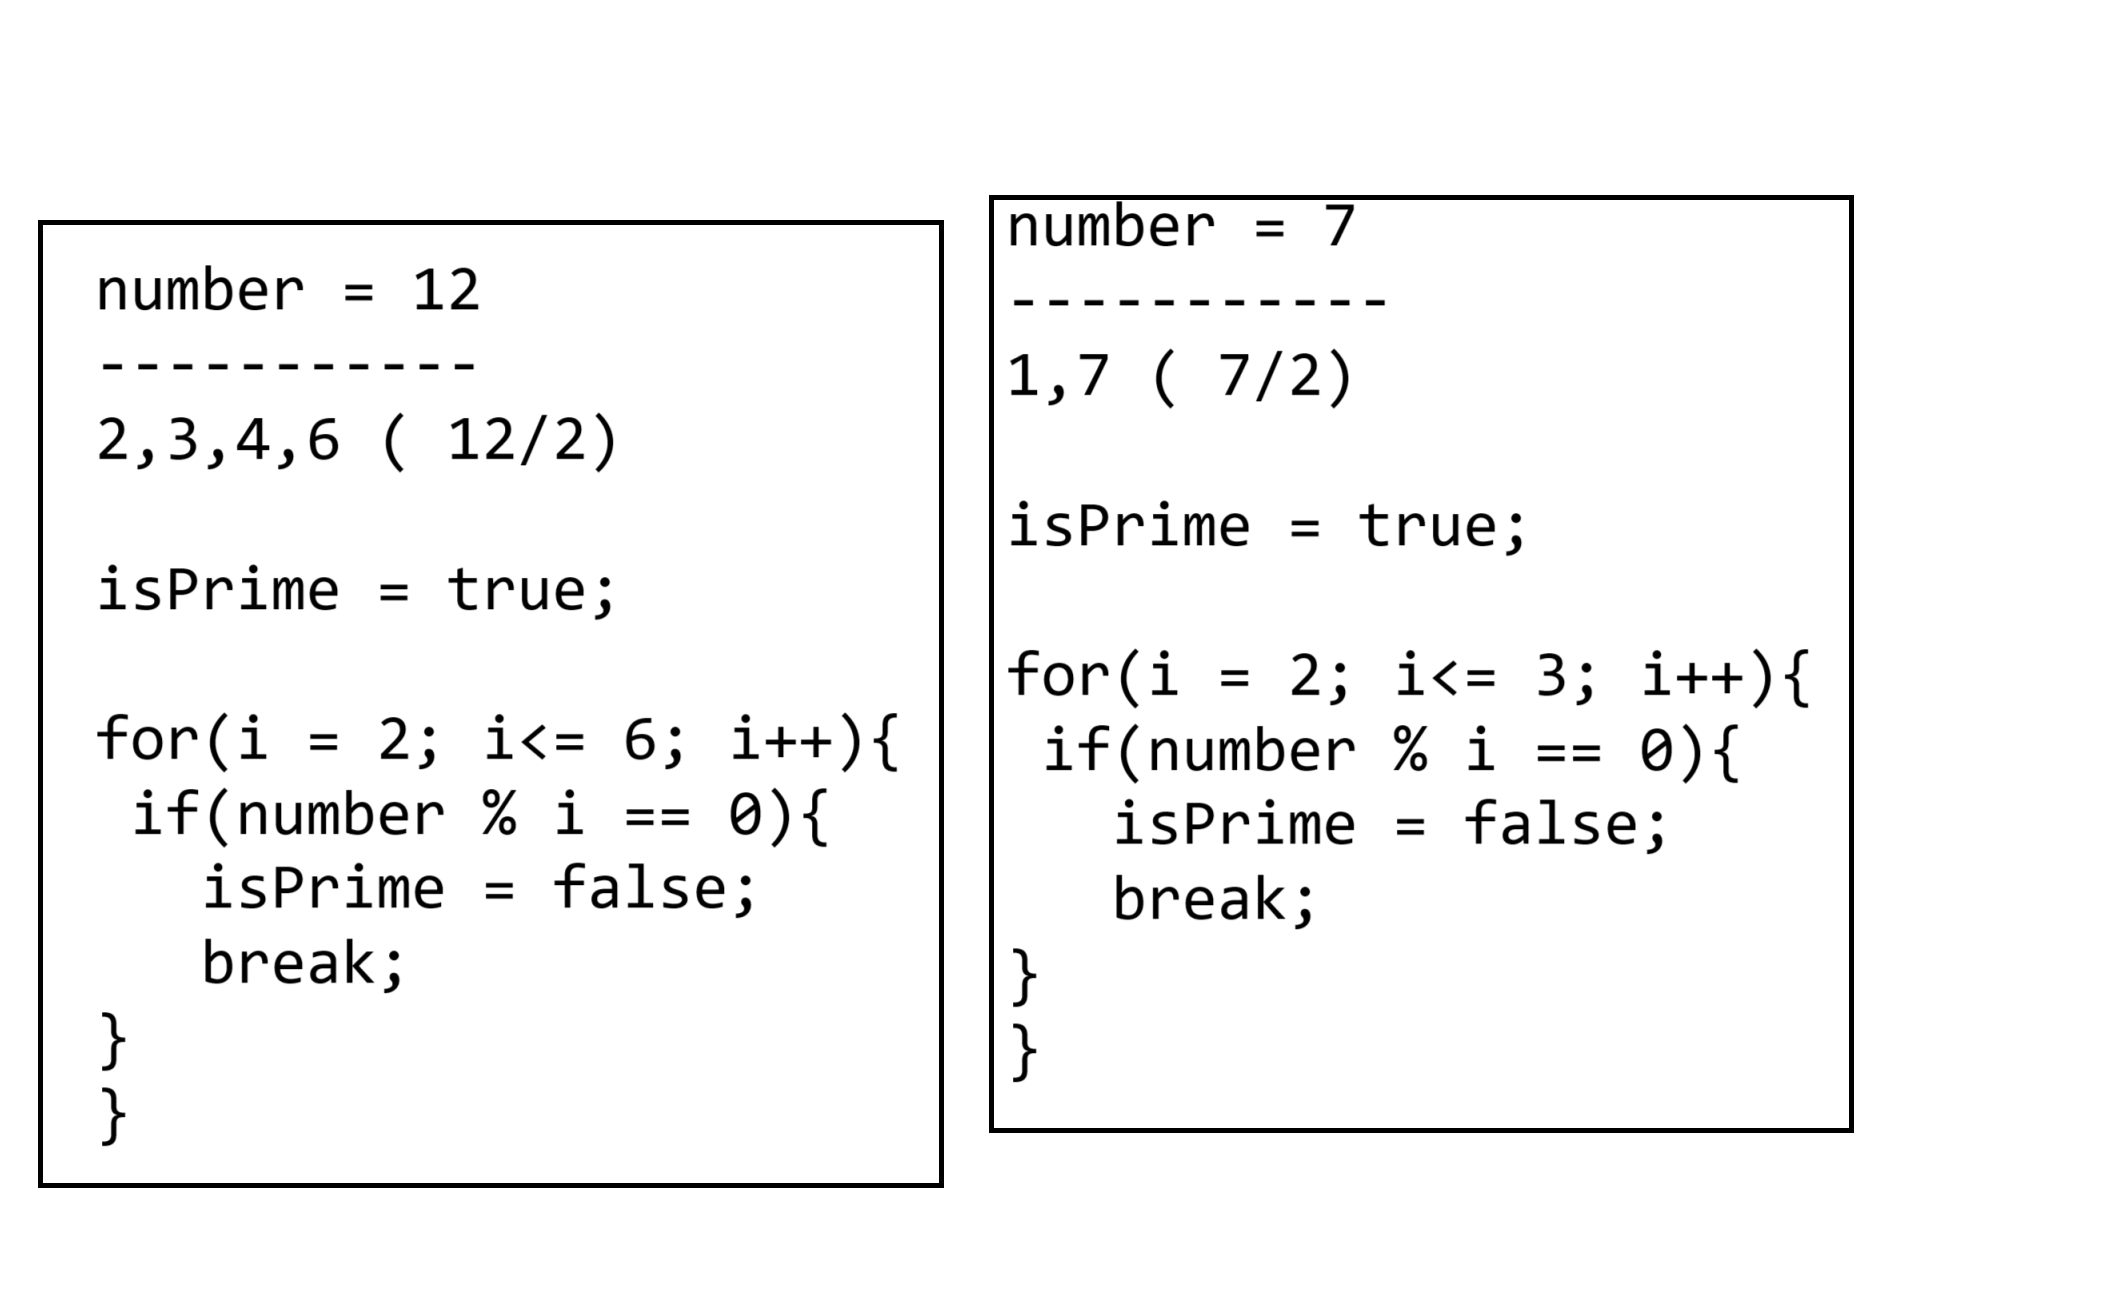 number = 12
-----------
2,3,4,6 ( 12/2)
isPrime = true;
for(i = 2; i<= 6; i++){
 if(number % i == 0){
   isPrime = false;
   break;
}
}
number = 7
-----------
1,7 ( 7/2)
isPrime = true;
for(i = 2; i<= 3; i++){
 if(number % i == 0){
   isPrime = false;
   break;
}
}